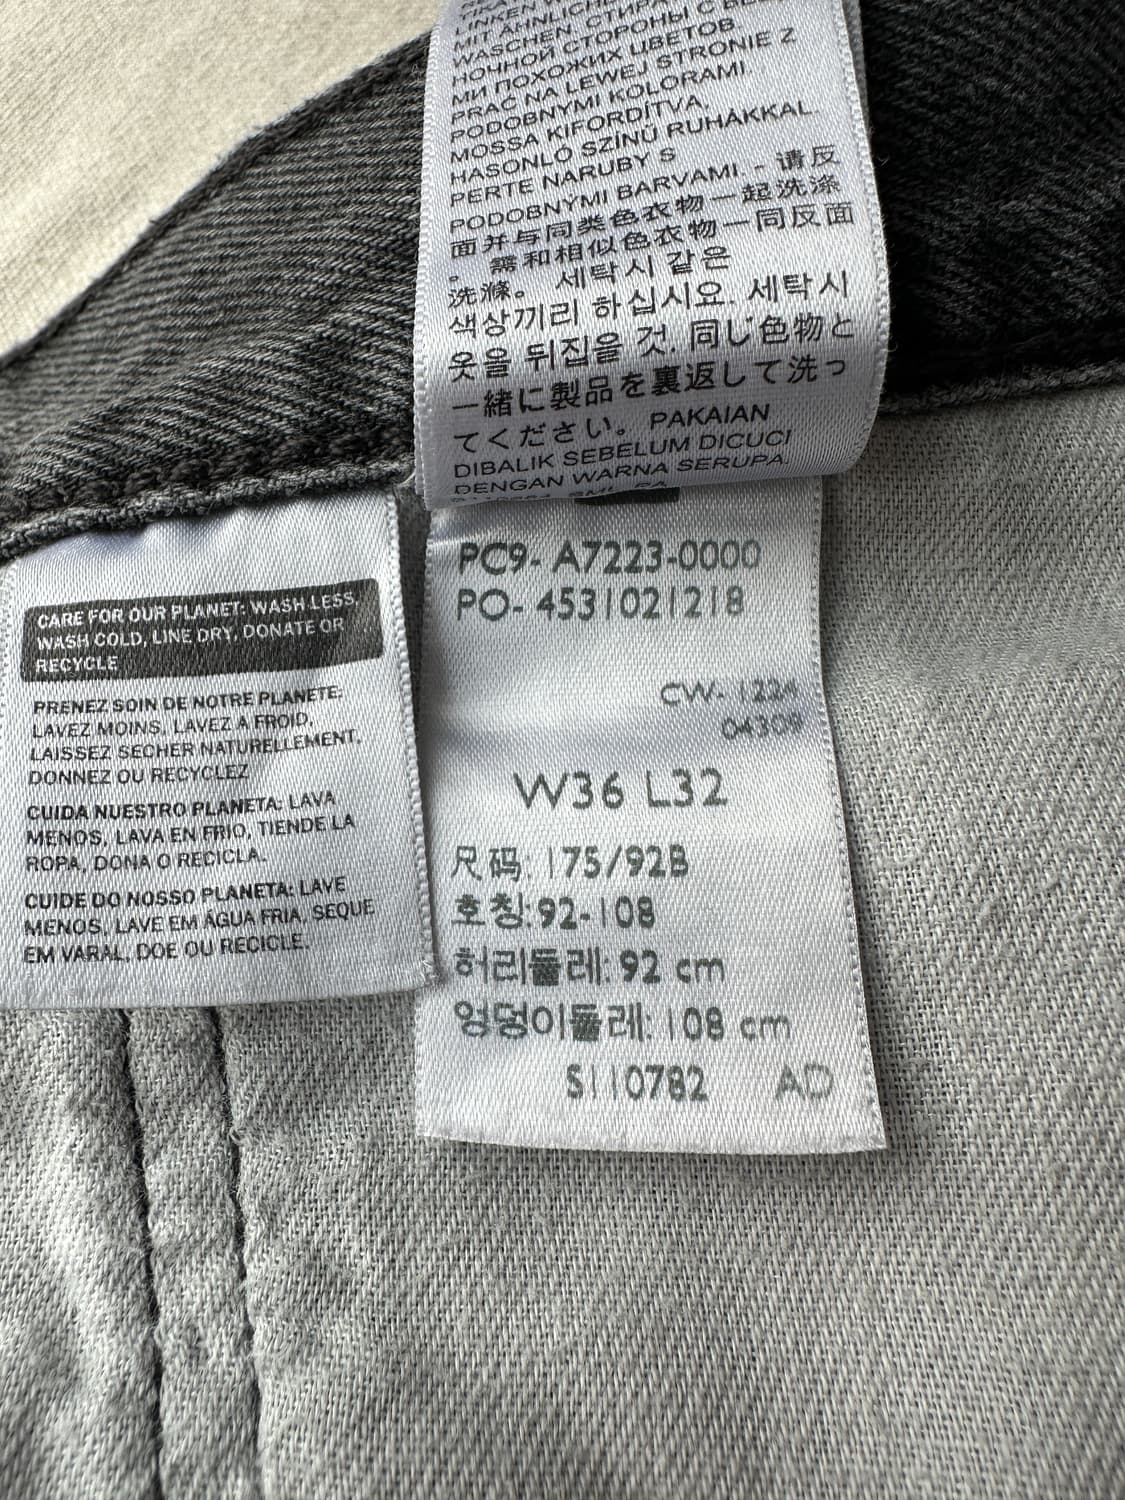 MIT ÄHNLICHEN
WASCHEN. СТИРАТЬ
НОЧНОЙ СТОРОНЫ С ВЕЩА
МИ ПОХОЖИХ ЦВЕТОВ
PRAĆ NA LEWEJ STRONIE Z
PODOBNYMI KOLORAMI.
MOSSA KIFORDÍTVA,
HASONLÓ SZÍNŰ RUHÁKKAL
PERTE NARUBY S
PODOBNYMI BARVAMI. - 请反
面并与同类色衣物一起洗涤
。 需和相似色衣物一同反面
洗滌。 세탁시 같은
색상끼리 하십시오. 세탁시
옷을 뒤집을 것. 同じ色物と
一緒に製品を裏返して洗っ
てください。 PAKAIAN
DIBALIK SEBELUM DICUCI
DENGAN WARNA SERUPA.
CARE FOR OUR PLANET: WASH LESS,
WASH COLD, LINE DRY, DONATE OR
RECYCLE
PRENEZ SOIN DE NOTRE PLANETE:
LAVEZ MOINS, LAVEZ A FROID,
LAISSEZ SECHER NATURELLEMENT,
DONNEZ OU RECYCLEZ
CUIDA NUESTRO PLANETA: LAVA
MENOS, LAVA EN FRIO, TIENDE LA
ROPA, DONA O RECICLA.
CUIDE DO NOSSO PLANETA: LAVE
MENOS, LAVE EM ÁGUA FRIA, SEQUE
EM VARAL, DOE OU RECICLE.
PC9- A7223-0000
PO- 4531021218
CW- 1224
04309
W36 L32
尺码: 175/92B
호칭: 92-108
허리둘레: 92 cm
엉덩이둘레: 108 cm
S110782 AD